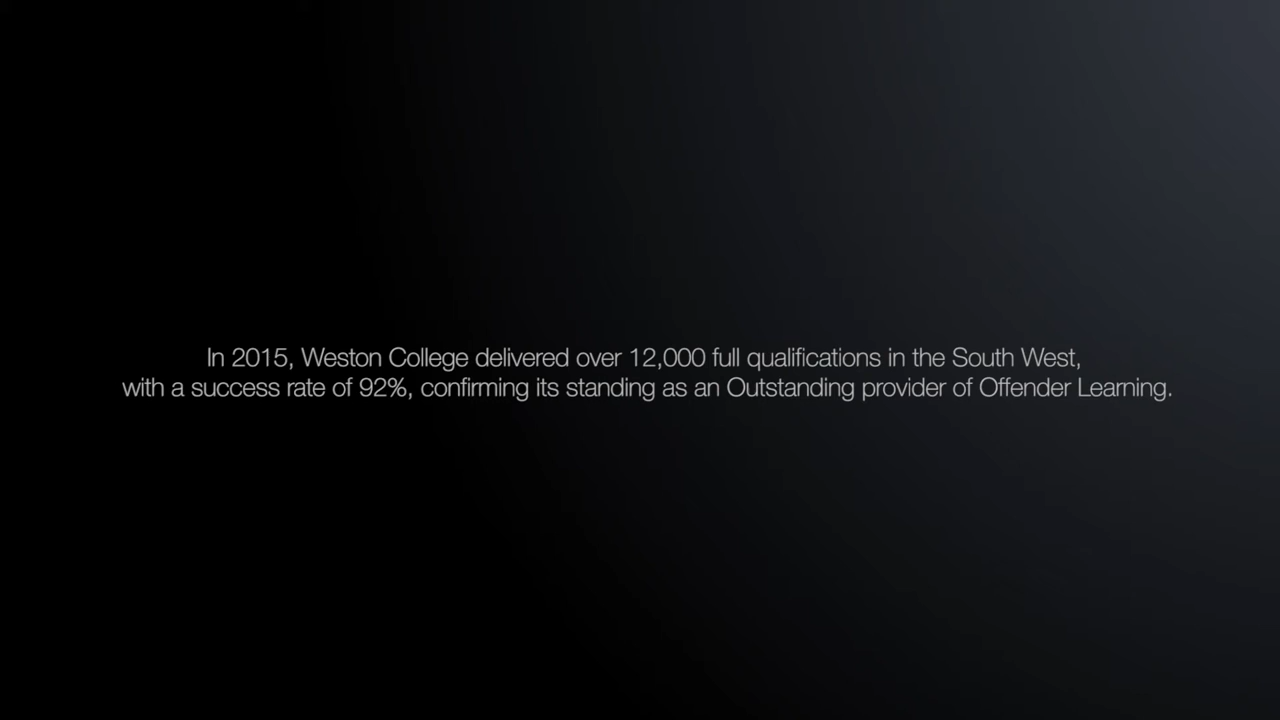 In 2015, Weston College delivered over 12,000 full qualifications in the South West,
with a success rate of 92%, confirming its standing as an Outstanding provider of Offender Learning.